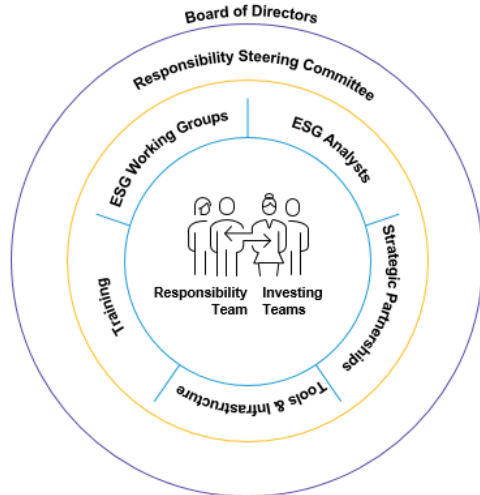 Board of Directors
Responsibility Steering Committee
ESG Working Groups
ESG Analysts
Strategic Partnerships
Tools & Infrastructure
Training
Responsibility Team
Investing Teams